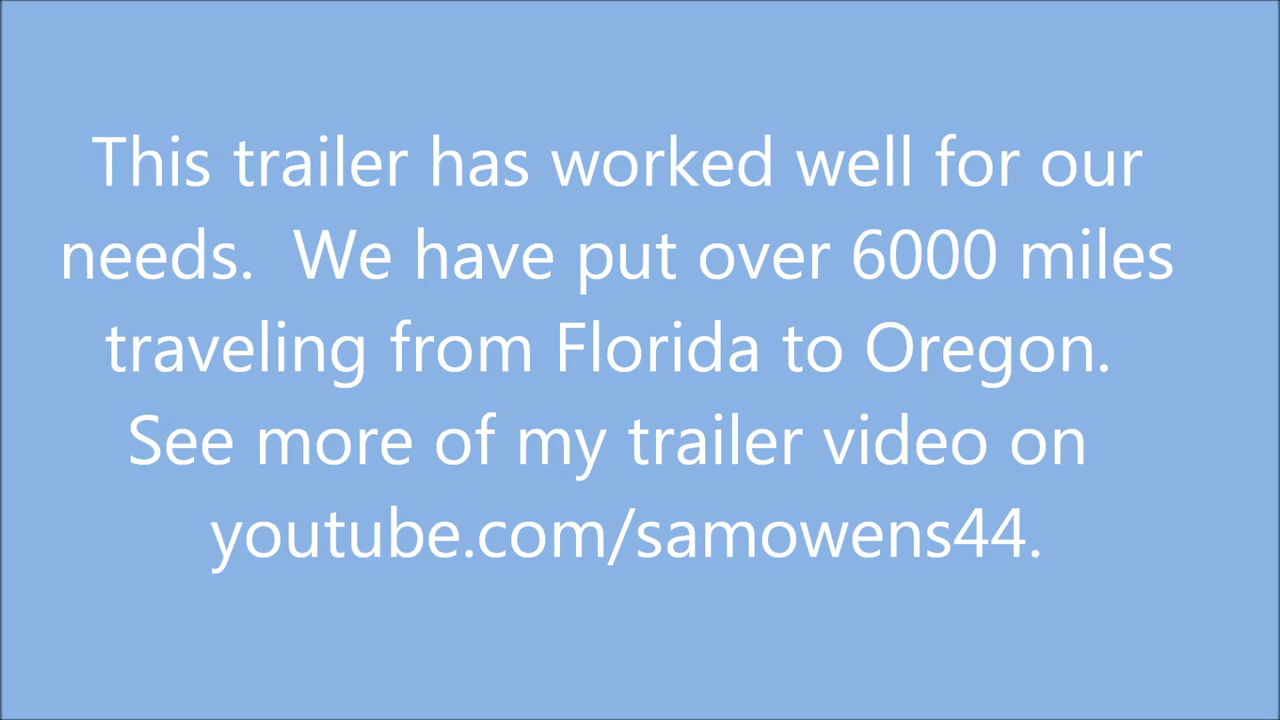 This trailer has worked well for our
needs.  We have put over 6000 miles
traveling from Florida to Oregon.
See more of my trailer video on
youtube.com/samowens44.